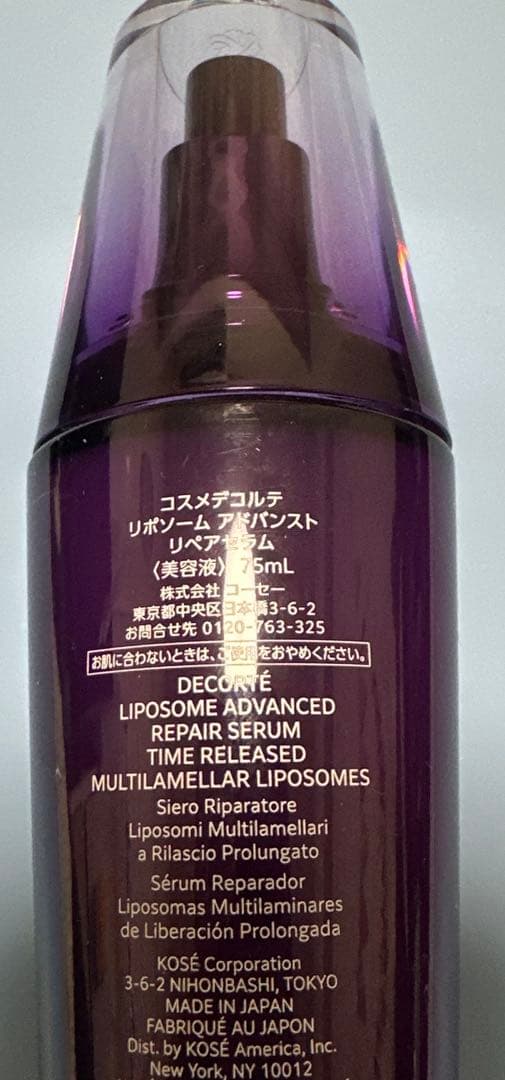 コスメデコルテ
リポソーム アドバンスト
リペアセラム
〈美容液〉 75mL
株式会社 コーセー
東京都中央区日本橋3-6-2
お問合せ先 0120-763-325
お肌に合わないときは、ご使用をおやめください。
DECORTÉ
LIPOSOME ADVANCED
REPAIR SERUM
TIME RELEASED
MULTILAMELLAR LIPOSOMES
Siero Riparatore
Liposomi Multilamellari
a Rilascio Prolungato
Sérum Reparador
Liposomas Multilaminares
de Liberación Prolongada
KOSÉ Corporation
3-6-2 NIHONBASHI, TOKYO
MADE IN JAPAN
FABRIQUÉ AU JAPON
Dist. by KOSÉ America, Inc.
New York, NY 10012